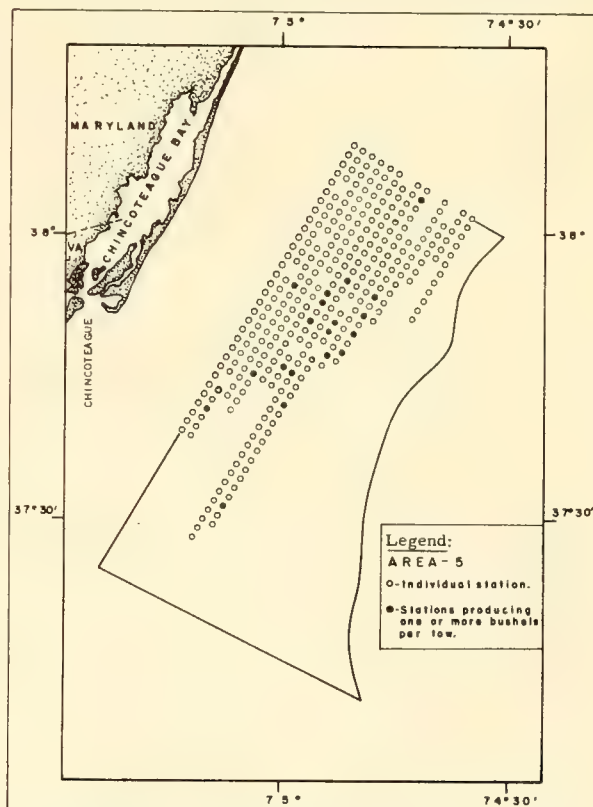 75°
74°30'
MARYLAND
CHINCOTEAGUE BAY
38°
38°
VA.
CHINCOTEAGUE
37°30'
37°30'
Legend:
AREA-5
O-Individual station.
●-Stations producing
one or more bushels
per tow.
75°
74°30'